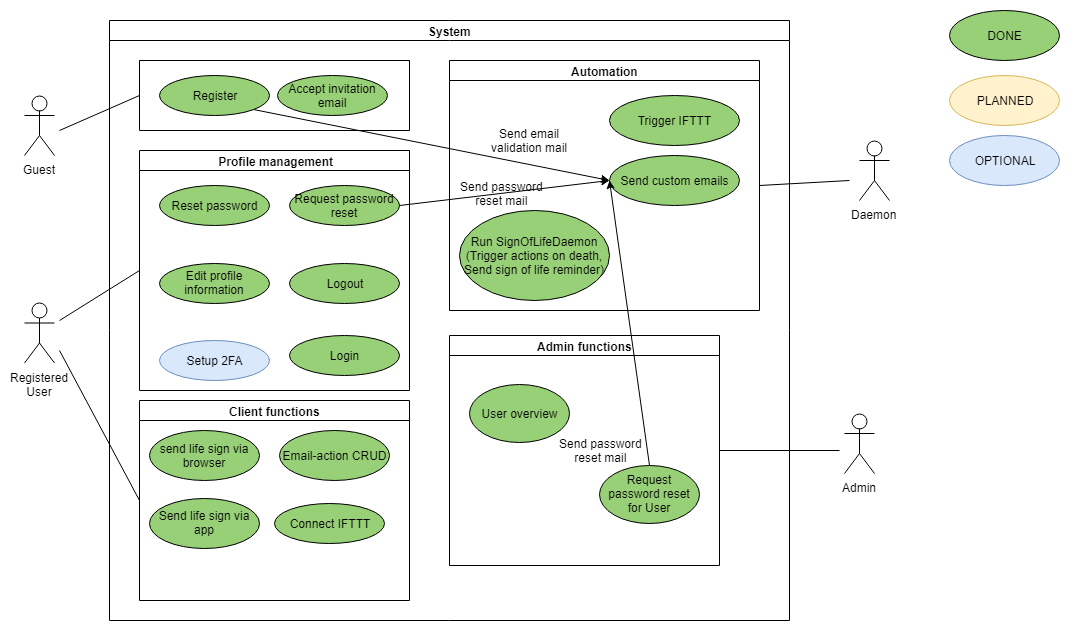 System
DONE
PLANNED
OPTIONAL
Guest
Register
Accept invitation
email
Profile management
Reset password
Request password
reset
Edit profile
information
Logout
Setup 2FA
Login
Registered
User
Client functions
send life sign via
browser
Email-action CRUD
Send life sign via
app
Connect IFTTT
Automation
Trigger IFTTT
Send email
validation mail
Send custom emails
Send password
reset mail
Run SignOfLifeDaemon
(Trigger actions on death,
Send sign of life reminder)
Daemon
Admin functions
User overview
Send password
reset mail
Request
password reset
for User
Admin